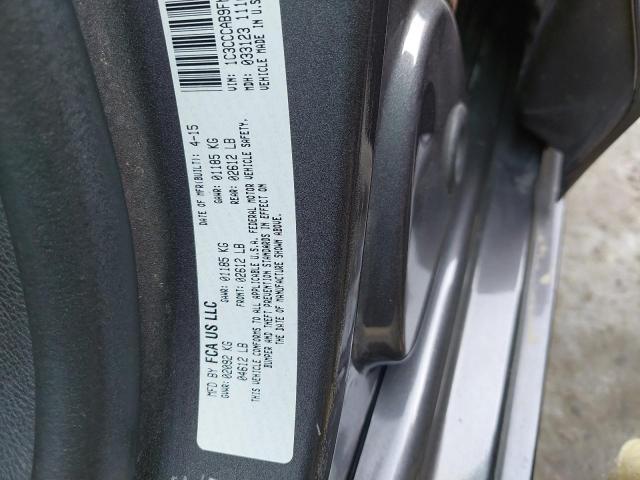 MFD BY FCA US LLC DATE OF MFR(BUILT): 4-15
GVWR: 02092 KG GAWR: 01185 KG GAWR: 01185 KG
04612 LB FRONT: 02612 LB REAR: 02612 LB
THIS VEHICLE CONFORMS TO ALL APPLICABLE U.S.A. FEDERAL MOTOR VEHICLE SAFETY,
BUMPER AND THEFT PREVENTION STANDARDS IN EFFECT ON
THE DATE OF MANUFACTURE SHOWN ABOVE.
VIN: 1C3CCCAB9F
MDH: 033123 111
VEHICLE MADE IN U.S